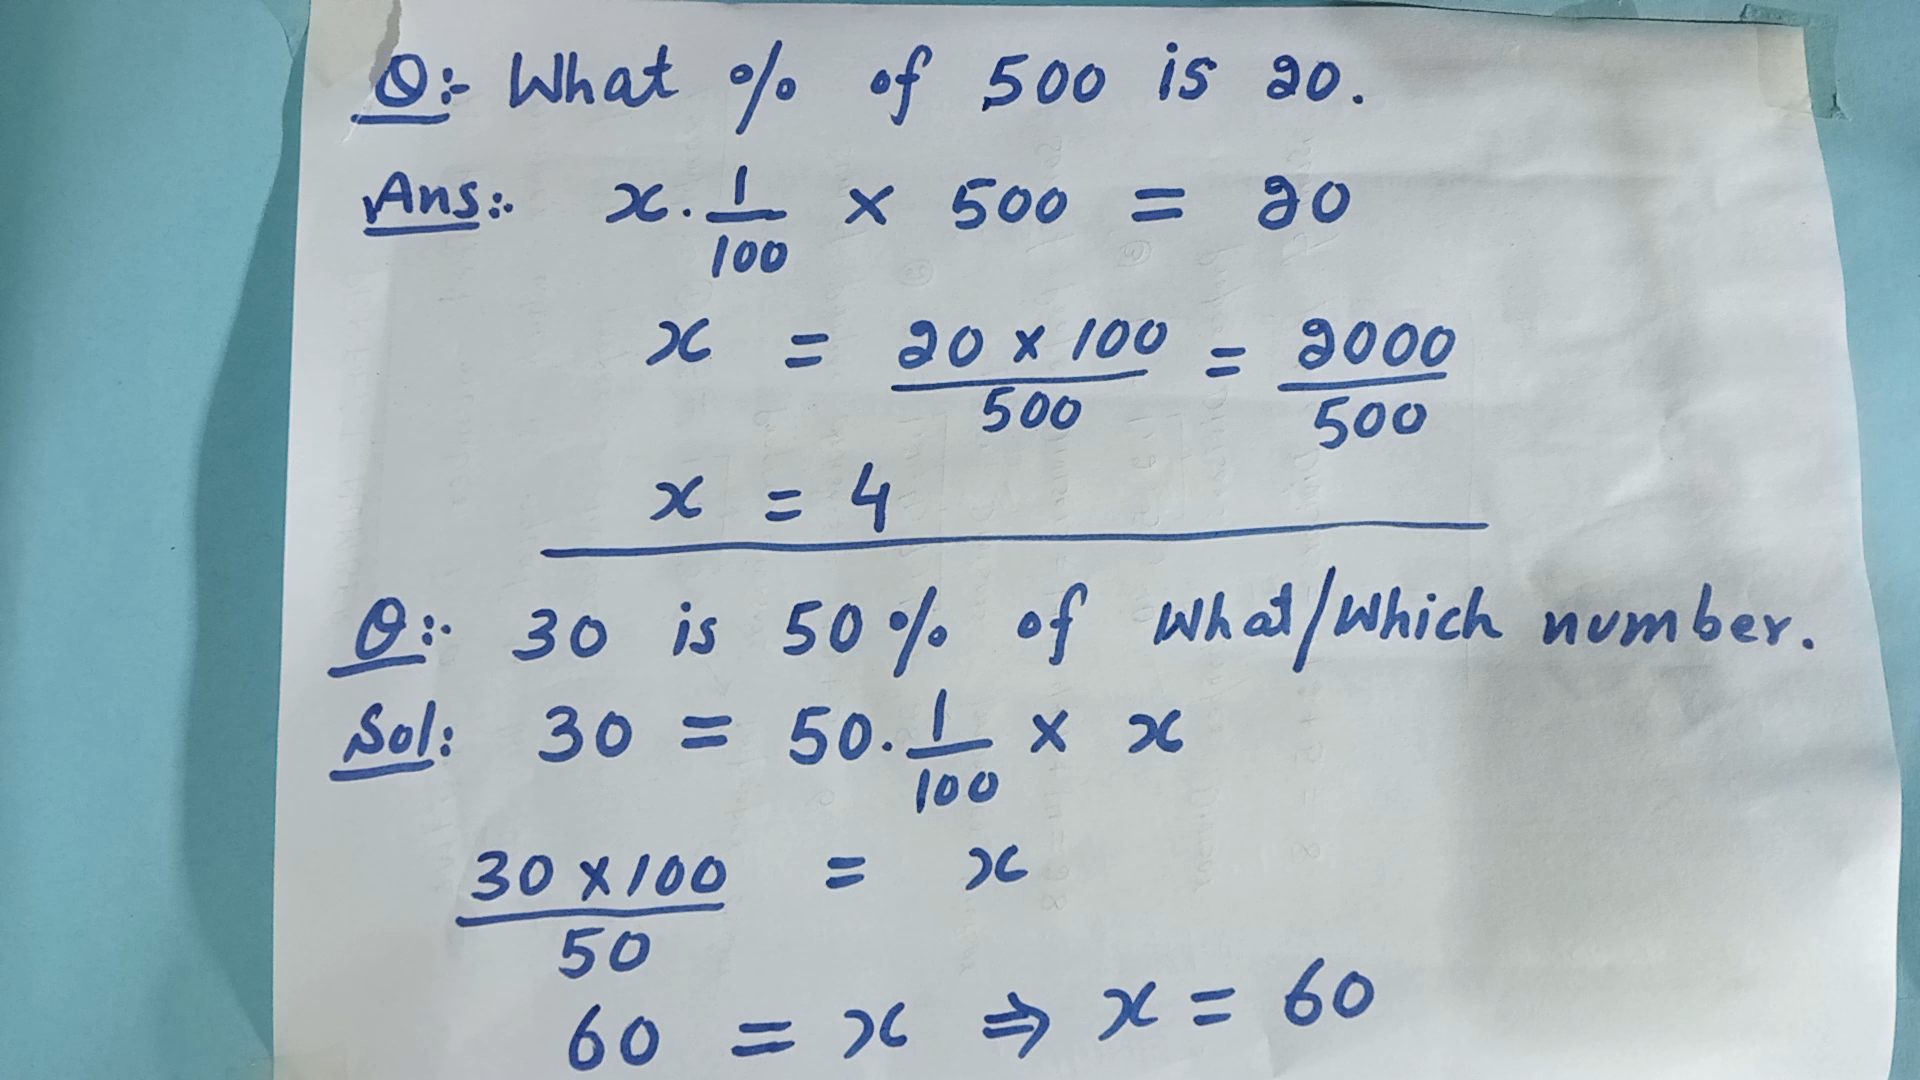 Q:- What % of 500 is 20.
Ans:- x. 1/100 × 500 = 20
x = 20 × 100/500 = 2000/500
x = 4
Q:- 30 is 50% of What/Which number.
Sol: 30 = 50. 1/100 × x
30 × 100/50 = x
60 = x ⇒ x = 60